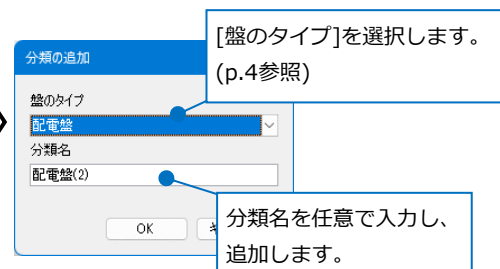 [盤のタイプ]を選択します。
(p.4参照)
分類の追加
盤のタイプ
配電盤
分類名
配電盤(2)
OK
分類名を任意で入力し、
追加します。